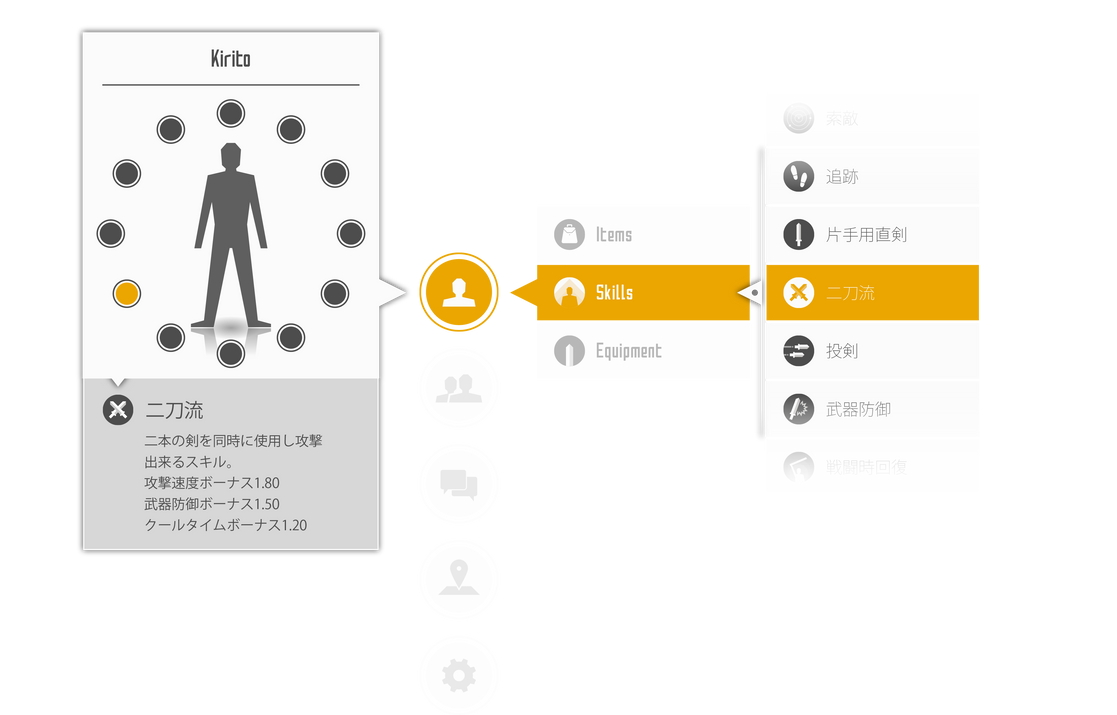 Kirito
二刀流
二本の剣を同時に使用し攻撃
出来るスキル。
攻撃速度ボーナス1.80
武器防御ボーナス1.50
クールタイムボーナス1.20
Items
Skills
Equipment
索敵
追跡
片手用直剣
二刀流
投剣
武器防御
戦闘時回復